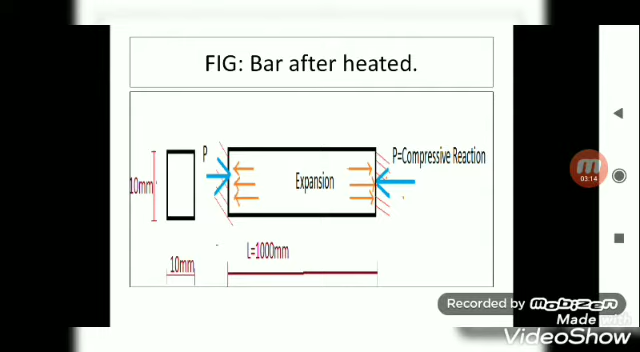 FIG: Bar after heated.
P
P=Compressive Reaction
10mm
Expansion
L=1000mm
10mm
03:14
Recorded by mobizen
Made with
VideoShow